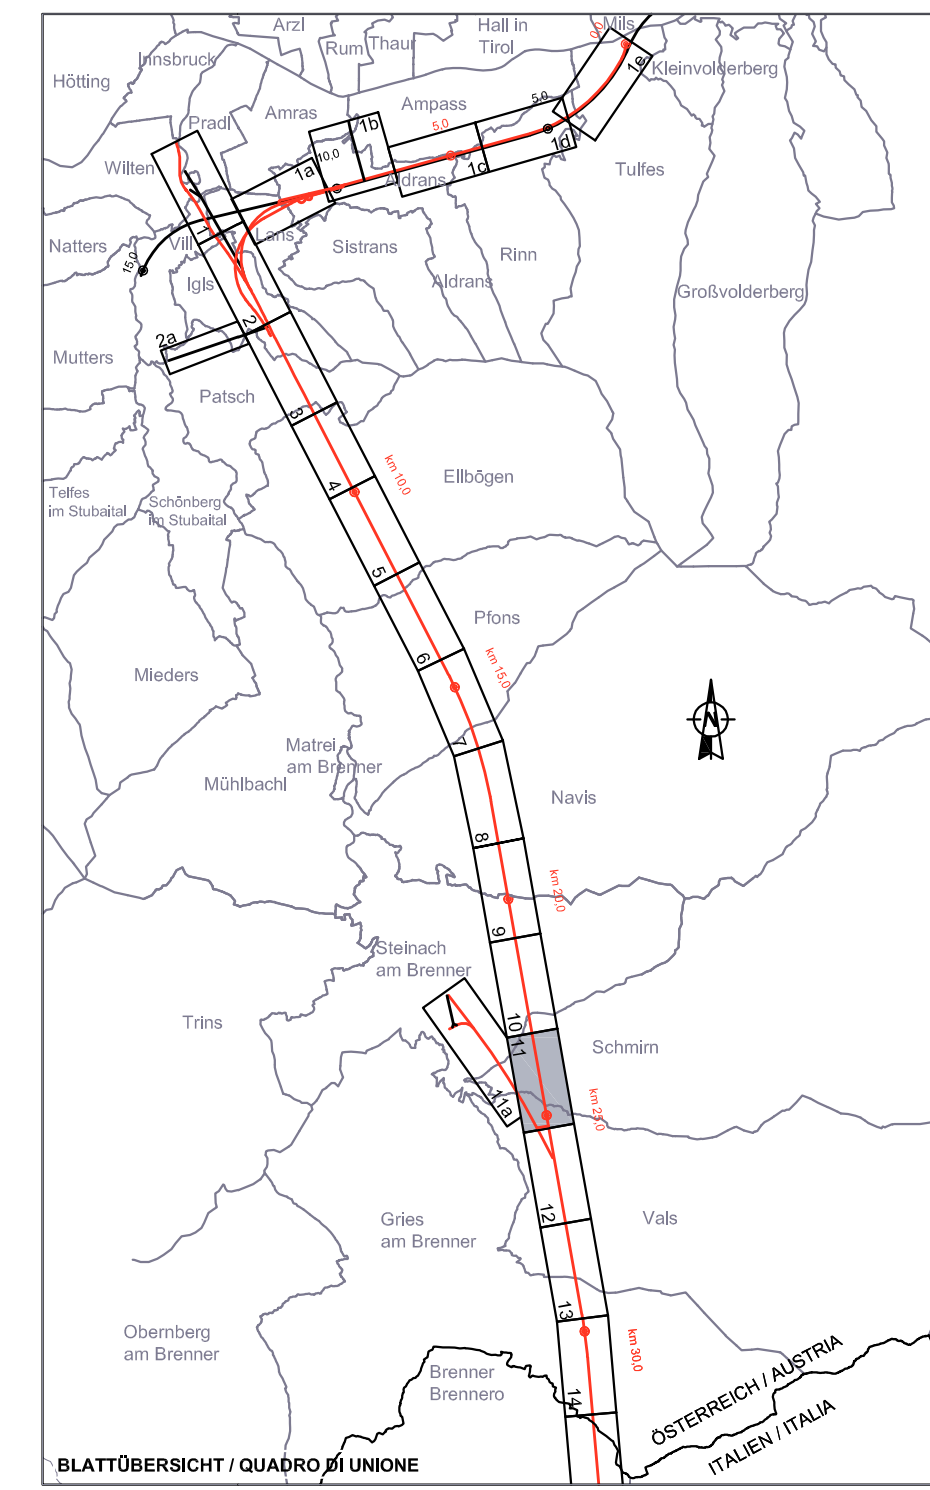 Arzl
Hall in
Tirol
Mils
0,0
Rum
Thaur
Innsbruck
Hötting
1e
Kleinvolderberg
Amras
Ampass
5,0
5,0
Pradl
1b
10,0
1d
Wilten
1a
1c
Aldrans
Tulfes
Natters
Vill
1
Lans
Sistrans
Rinn
15,0
Igls
Aldrans
Großvolderberg
2
2a
Mutters
Patsch
3
km 10,0
4
Ellbögen
Telfes
im Stubaital
Schönberg
im Stubaital
5
Pfons
6
km 15,0
Mieders
N
7
Matrei
am Brenner
Mühlbachl
Navis
8
km 20,0
9
Steinach
am Brenner
Trins
10
11
Schmirn
11a
km 25,0
12
Gries
am Brenner
Vals
13
Obernberg
am Brenner
km 30,0
Brenner
Brennero
14
ÖSTERREICH / AUSTRIA
ITALIEN / ITALIA
BLATTÜBERSICHT / QUADRO DÍ UNIONE